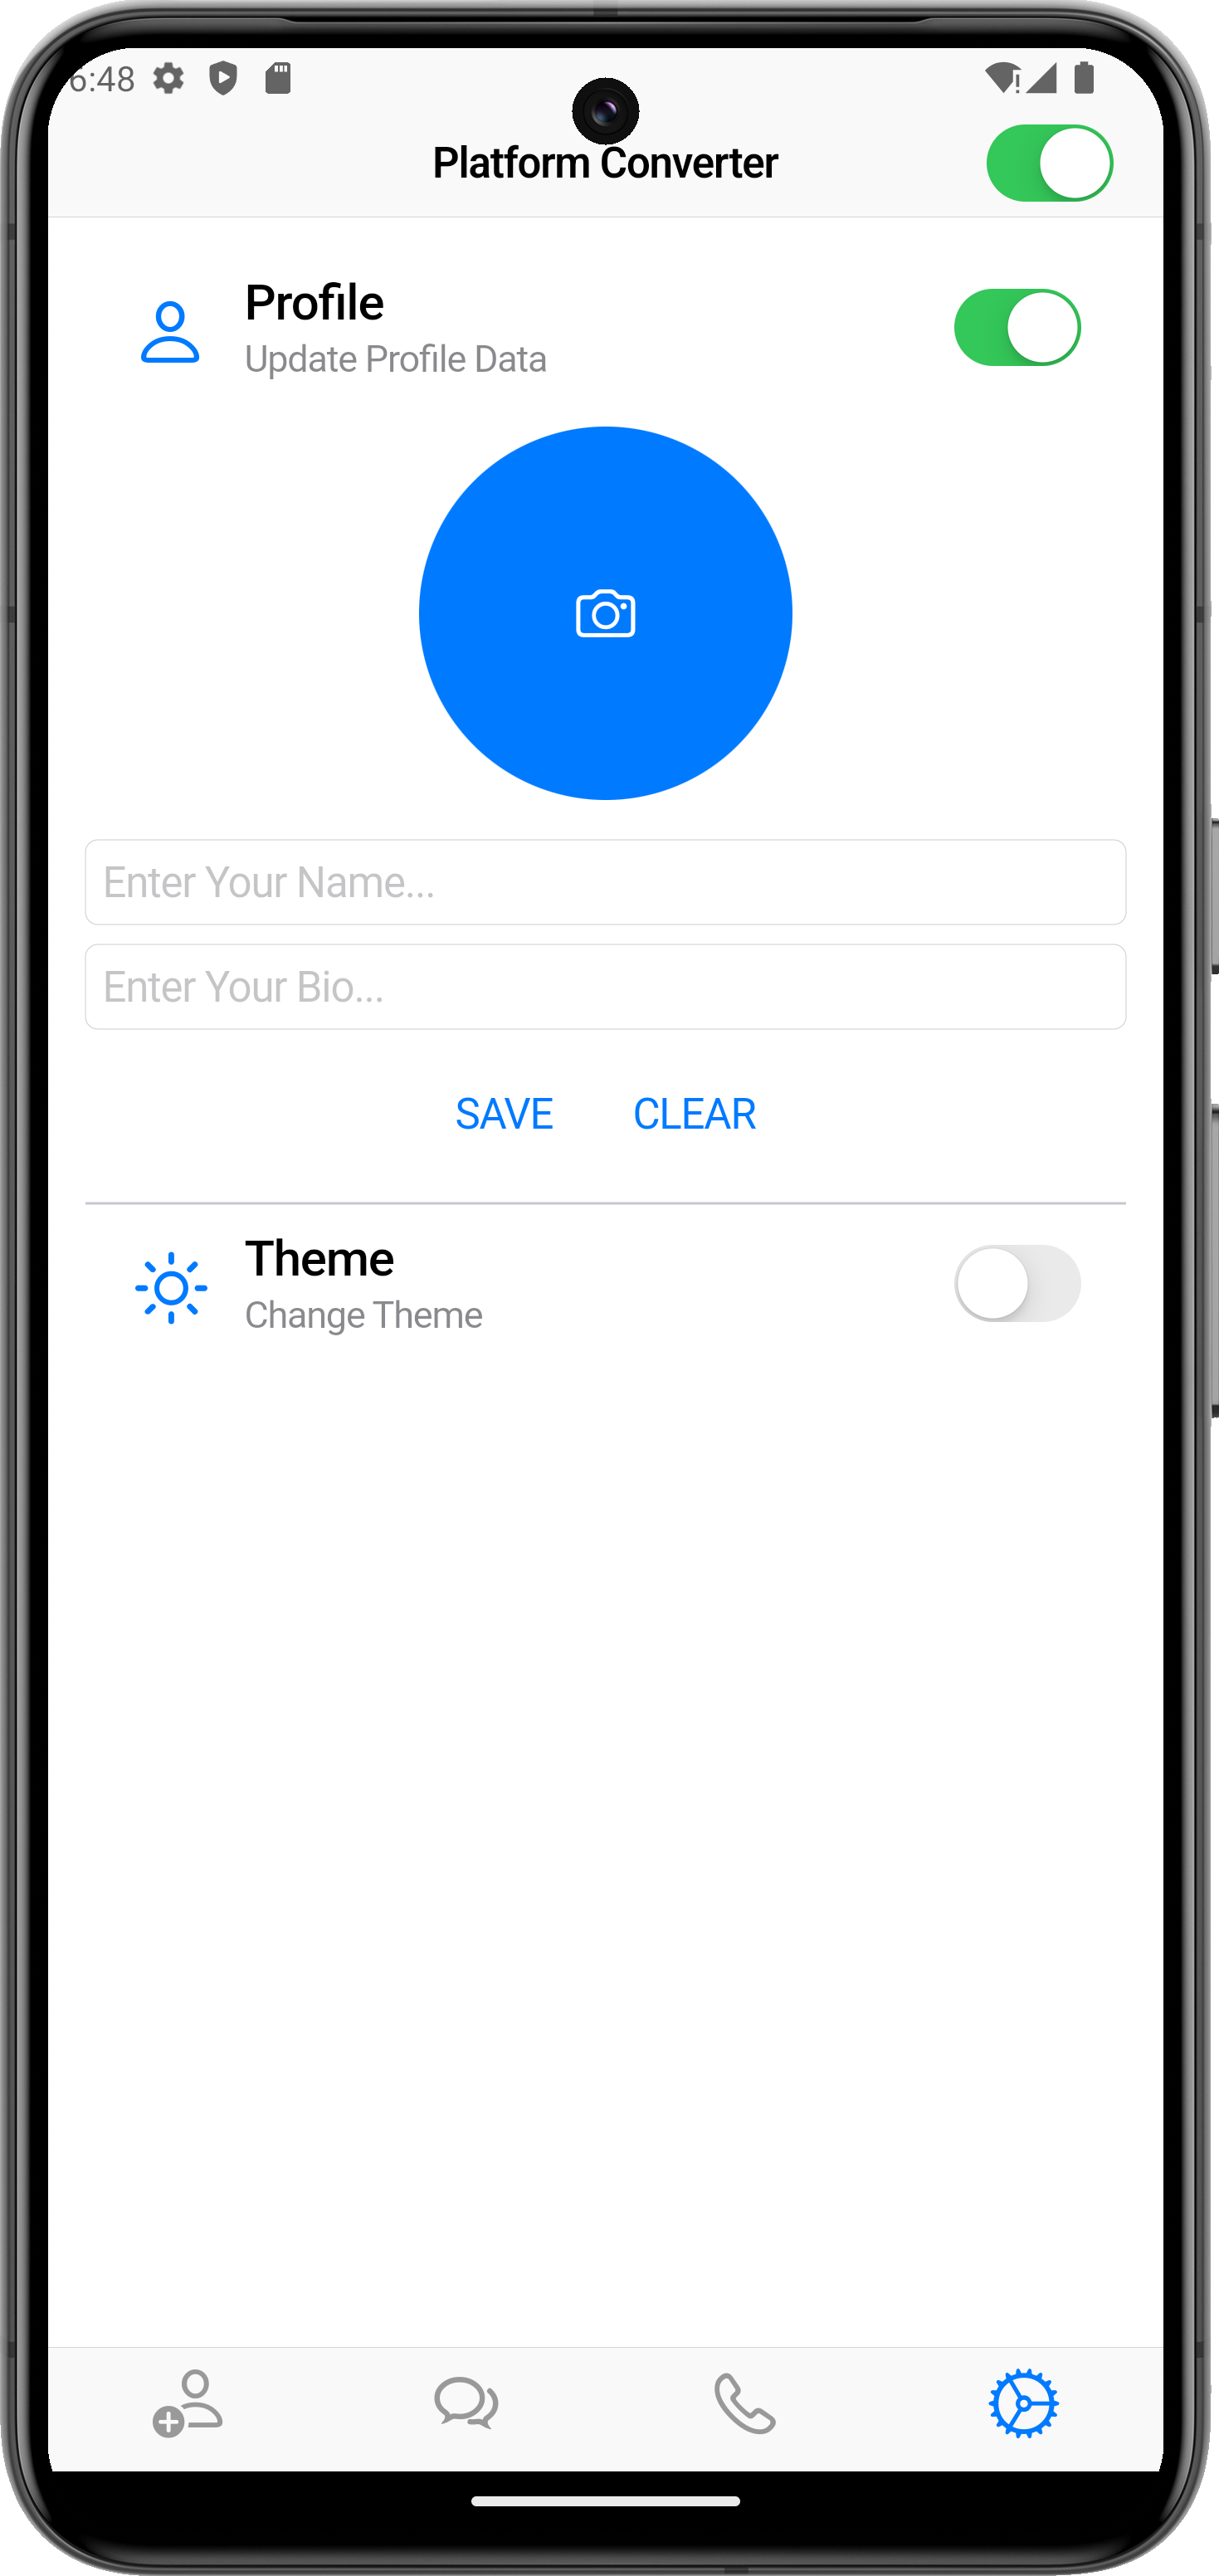 6:48
Platform Converter
Profile
Update Profile Data
Enter Your Name...
Enter Your Bio...
SAVE CLEAR
Theme
Change Theme